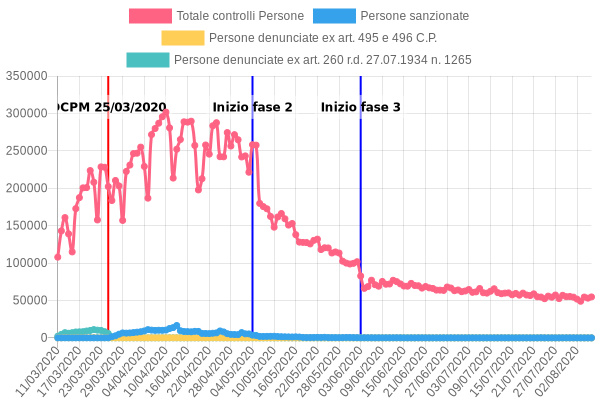 Totale controlli Persone Persone sanzionate
Persone denunciate ex art. 495 e 496 C.P.
Persone denunciate ex art. 260 r.d. 27.07.1934 n. 1265
350000
DCPM 25/03/2020 Inizio fase 2 Inizio fase 3
300000
250000
200000
150000
100000
50000
0
11/03/2020 17/03/2020 23/03/2020 29/03/2020 04/04/2020 10/04/2020 16/04/2020 22/04/2020 28/04/2020 04/05/2020 10/05/2020 16/05/2020 22/05/2020 28/05/2020 03/06/2020 09/06/2020 15/06/2020 21/06/2020 27/06/2020 03/07/2020 09/07/2020 15/07/2020 21/07/2020 27/07/2020 02/08/2020